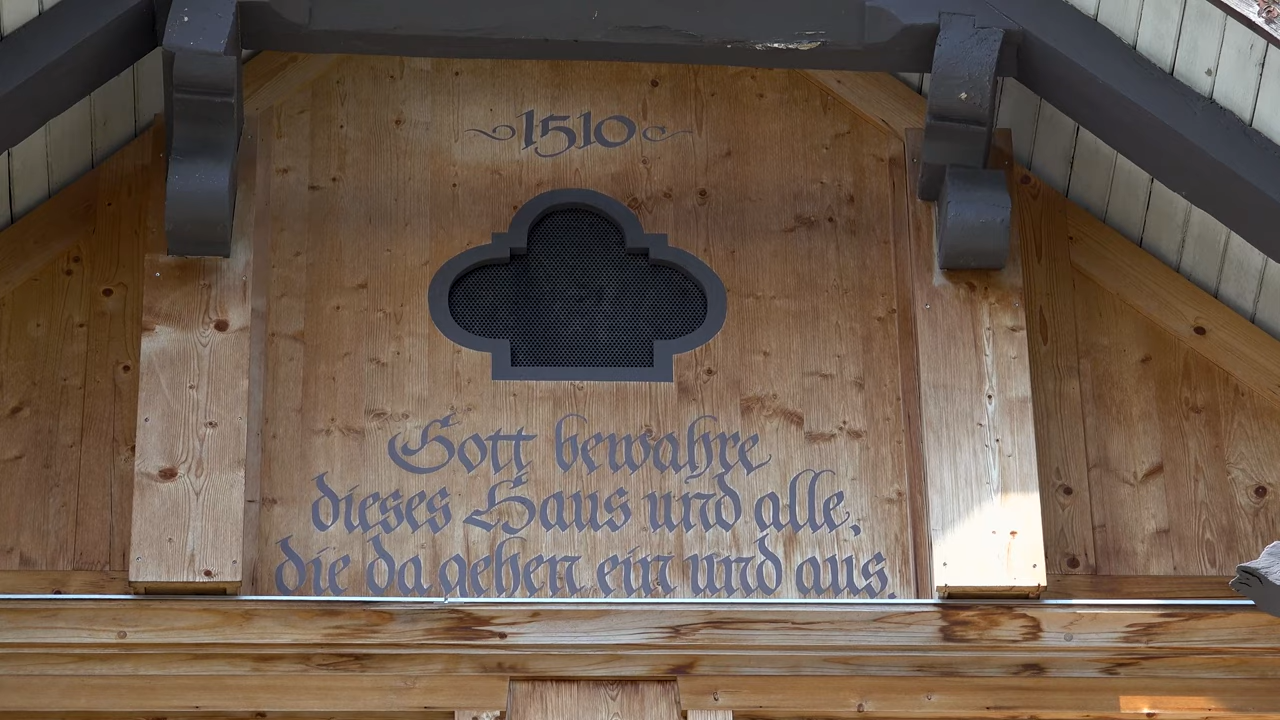 1510
Gott bewahre
dieses Haus und alle,
die da gehen ein und aus.